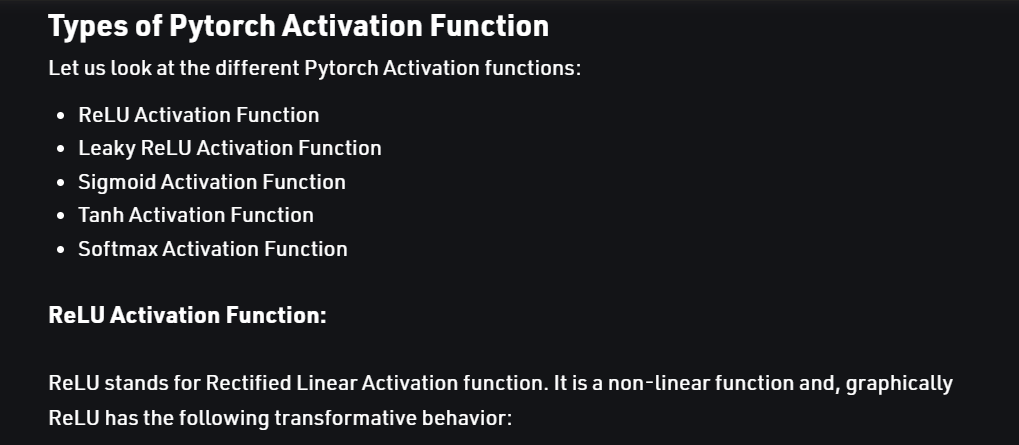 Types of Pytorch Activation Function
Let us look at the different Pytorch Activation functions:
• ReLU Activation Function
• Leaky ReLU Activation Function
• Sigmoid Activation Function
• Tanh Activation Function
• Softmax Activation Function
ReLU Activation Function:
ReLU stands for Rectified Linear Activation function. It is a non-linear function and, graphically
ReLU has the following transformative behavior: